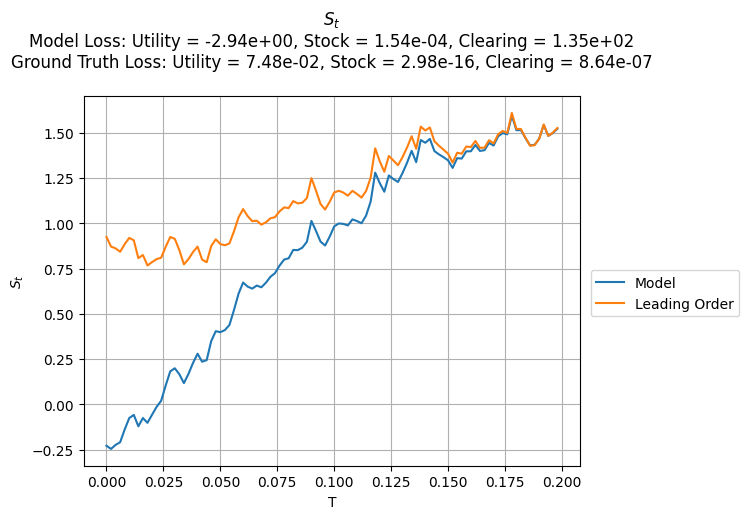 S_t
Model Loss: Utility = -2.94e+00, Stock = 1.54e-04, Clearing = 1.35e+02
Ground Truth Loss: Utility = 7.48e-02, Stock = 2.98e-16, Clearing = 8.64e-07
1.50
1.25
1.00
0.75
0.50
0.25
0.00
−0.25
S_t
0.000 0.025 0.050 0.075 0.100 0.125 0.150 0.175 0.200
T
Model
Leading Order